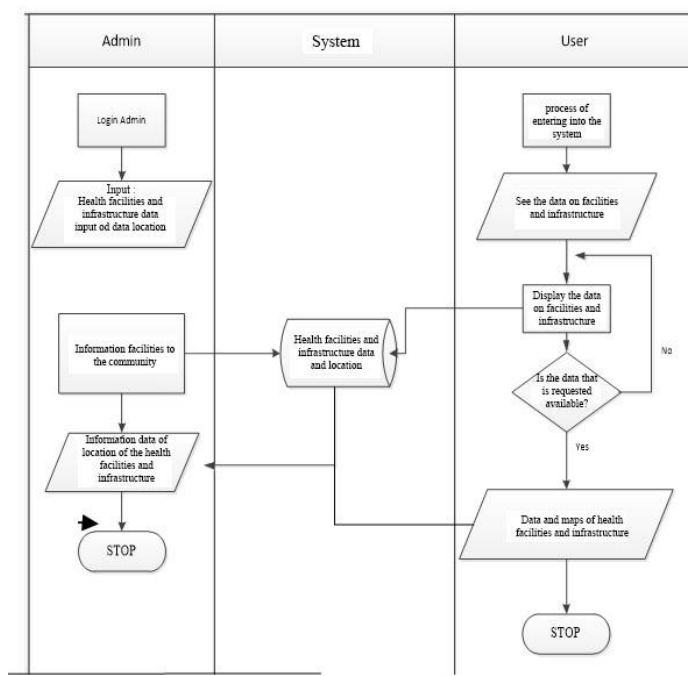 Admin
System
User
Login Admin
Input :
Health facilities and
infrastructure data
input od data location
Information facilities to
the community
Information data of
location of the health
facilities and
infrastructure
STOP
Health facilities and
infrastructure data
and location
process of
entering into the
system
See the data on facilities
and infrastructure
Display the data
on facilities and
infrastructure
No
Is the data that
is requested
available?
Yes
Data and maps of health
facilities and infrastructure
STOP